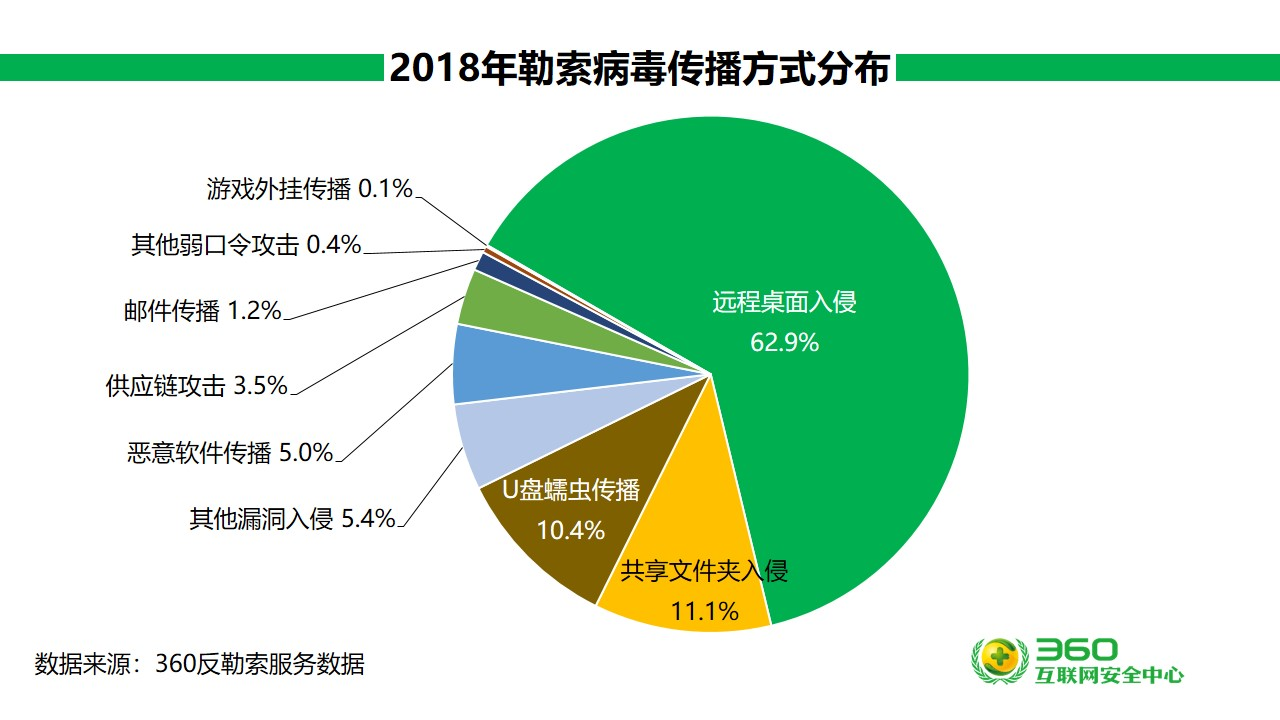 2018年勒索病毒传播方式分布
游戏外挂传播 0.1%
其他弱口令攻击 0.4%
邮件传播 1.2%
供应链攻击 3.5%
恶意软件传播 5.0%
其他漏洞入侵 5.4%
远程桌面入侵
62.9%
U盘蠕虫传播
10.4%
共享文件夹入侵
11.1%
数据来源：360反勒索服务数据
360
互联网安全中心